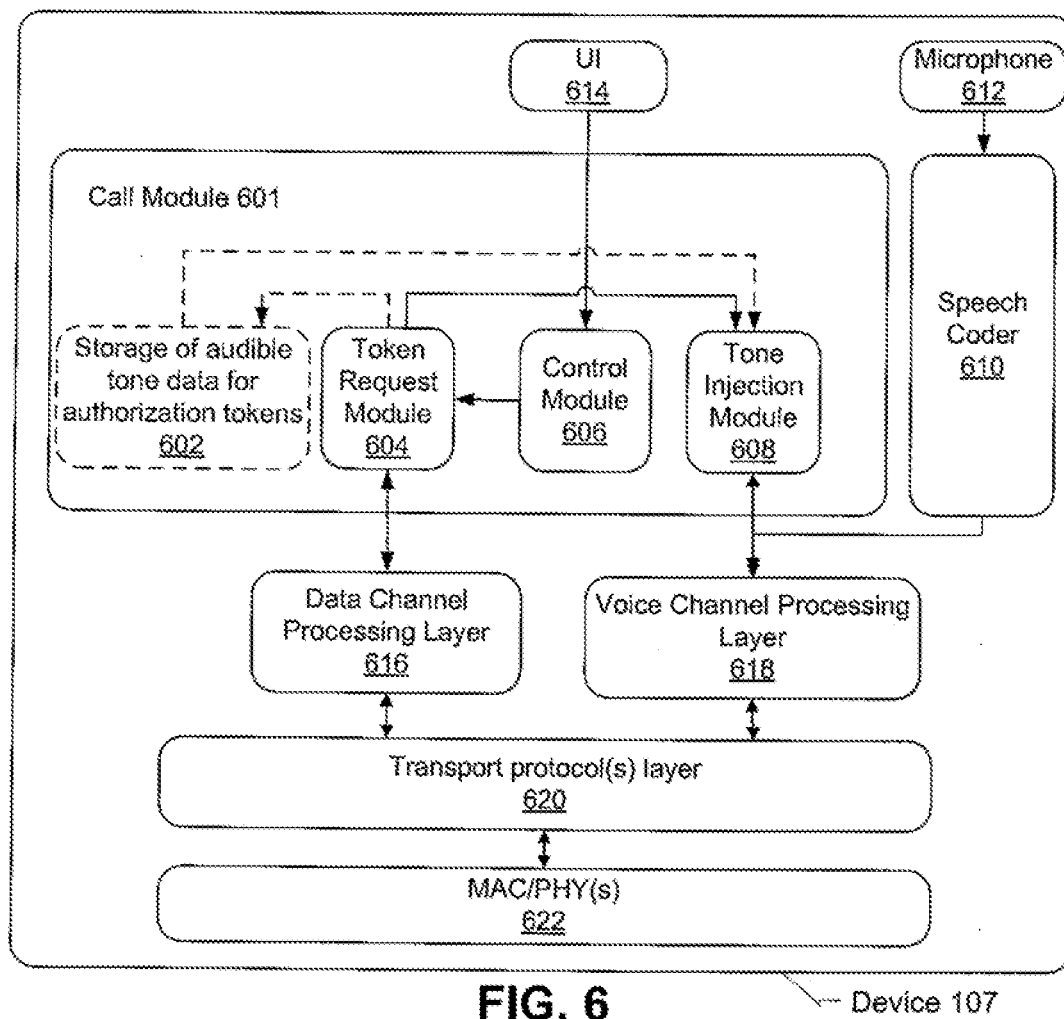 UI
614
Microphone
612
Call Module 601
Storage of audible
tone data for
authorization tokens
602
Token
Request
Module
604
Control
Module
606
Tone
Injection
Module
608
Speech
Coder
610
Data Channel
Processing Layer
616
Voice Channel Processing
Layer
618
Transport protocol(s) layer
620
MAC/PHY(s)
622
FIG. 6
Device 107